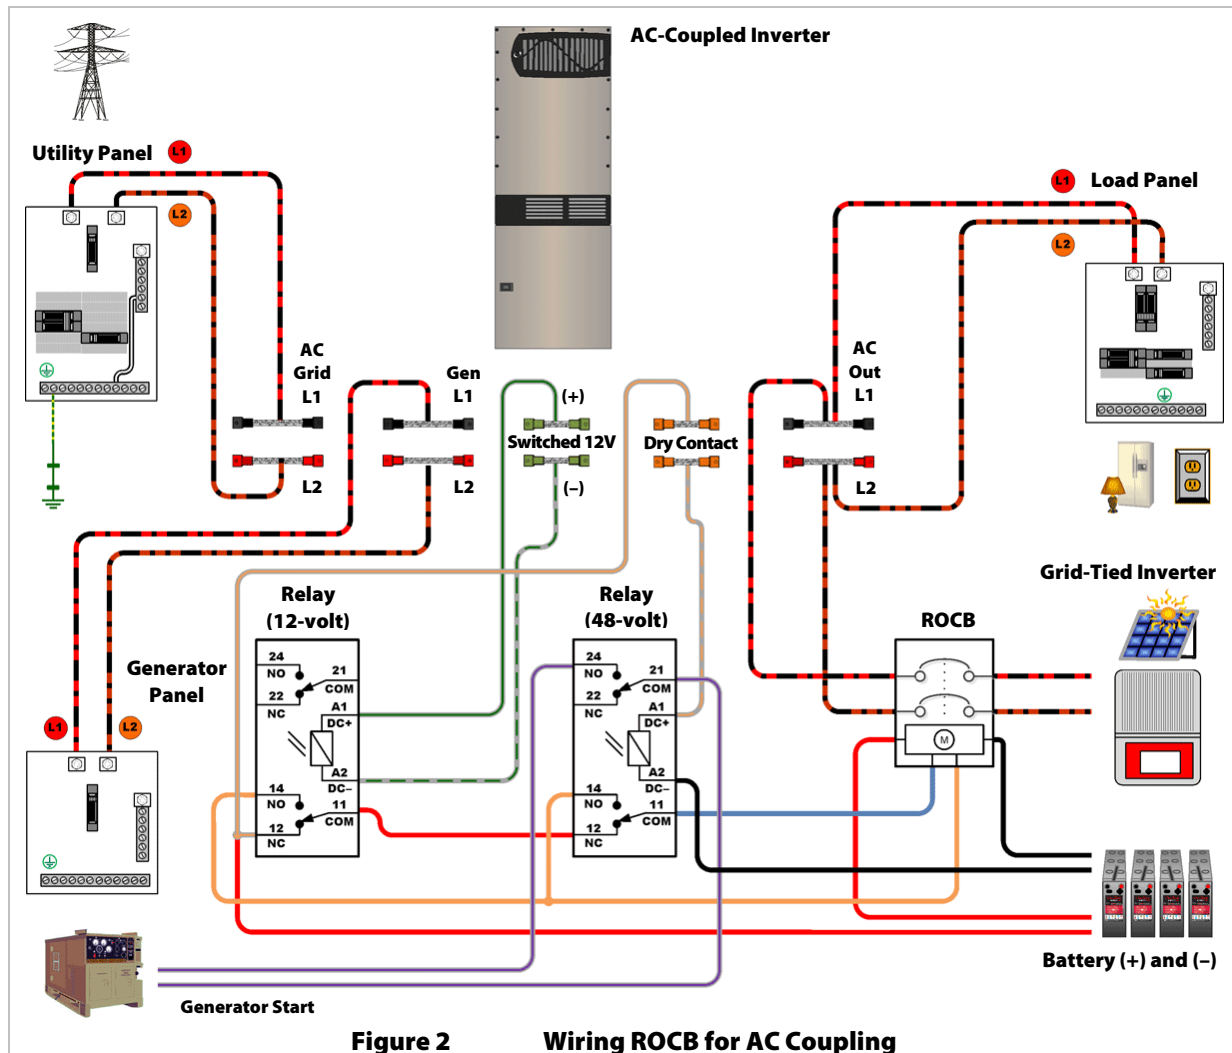 AC-Coupled Inverter
Utility Panel
L1
L2
L1
Load Panel
L2
AC
Grid
L1
Gen
L1
(+)
AC
Out
L1
Switched 12V
Dry Contact
L2
L2
(–)
L2
Grid-Tied Inverter
Relay
(12-volt)
Relay
(48-volt)
ROCB
Generator
Panel
24
NO
21
COM
22
NC
A1
DC+
A2
DC–
14
NO
11
COM
12
NC
24
NO
21
COM
22
NC
A1
DC+
A2
DC–
14
NO
11
COM
12
NC
M
L1
L2
Battery (+) and (–)
Generator Start
Figure 2 Wiring ROCB for AC Coupling